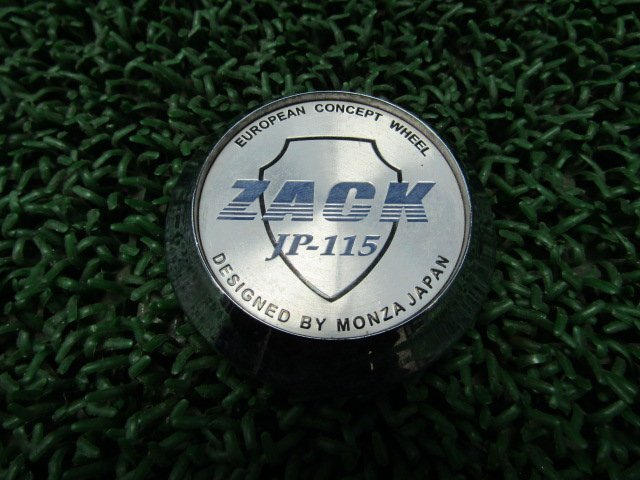 EUROPEAN CONCEPT WHEEL
ZACK
JP-115
DESIGNED BY MONZA JAPAN